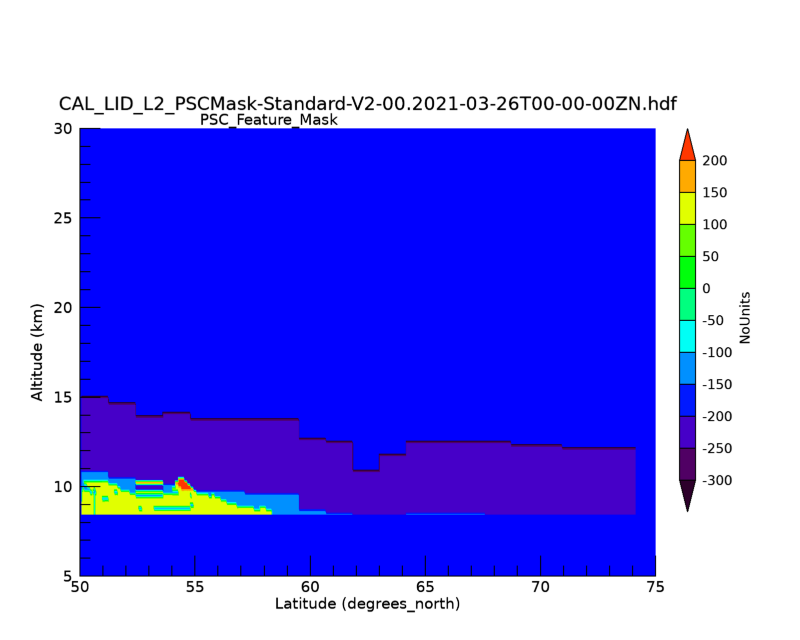 CAL_LID_L2_PSCMask-Standard-V2-00.2021-03-26T00-00-00ZN.hdf
PSC_Feature_Mask
30
25
20
15
10
5
Altitude (km)
50 55 60 65 70 75
Latitude (degrees_north)
200
150
100
50
0
-50
-100
-150
-200
-250
-300
NoUnits